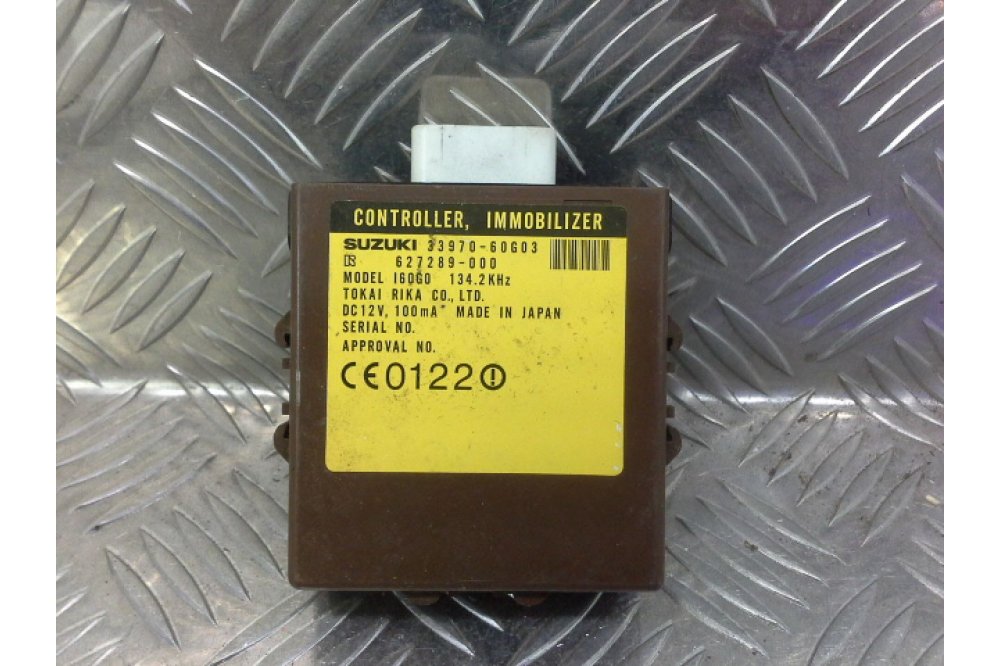 CONTROLLER, IMMOBILIZER
SUZUKI 33970-60G03
627289-000
MODEL I60G0 134.2KHz
TOKAI RIKA CO., LTD.
DC12V, 100mA MADE IN JAPAN
SERIAL NO.
APPROVAL NO.
CE0122